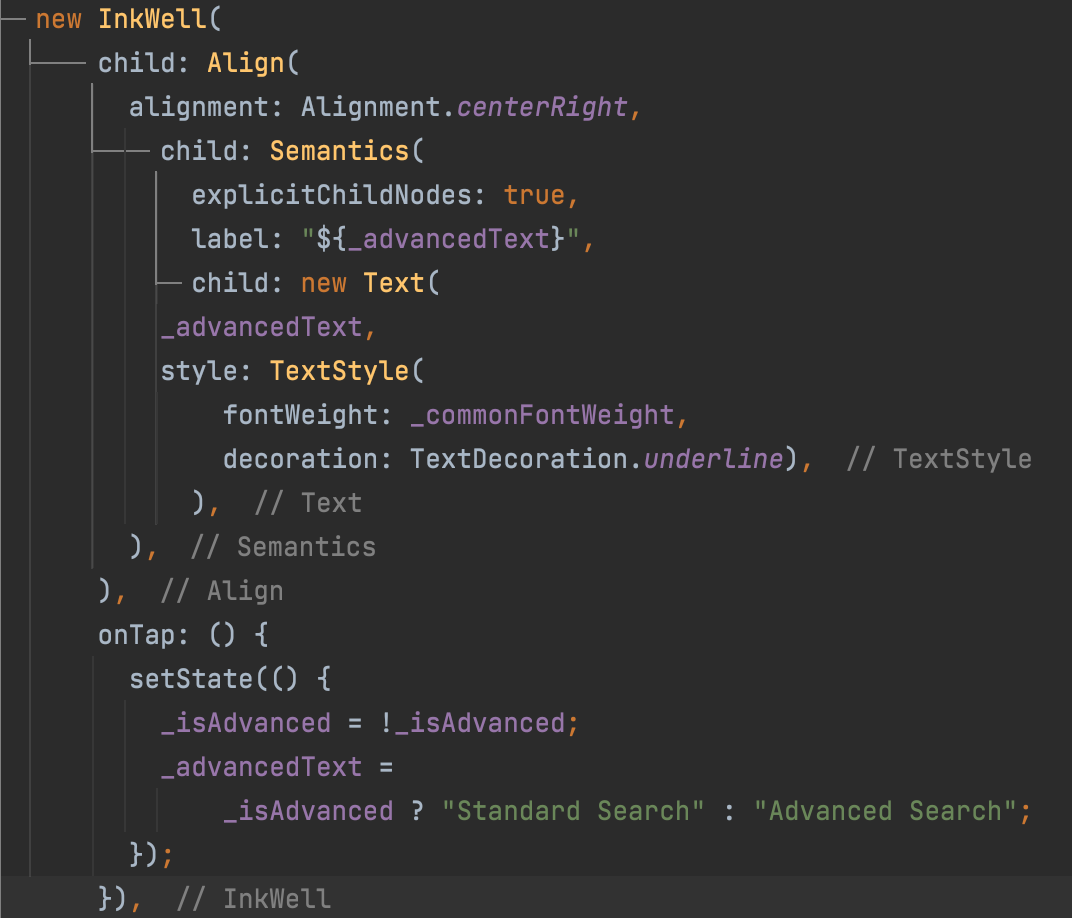 new InkWell(
child: Align(
alignment: Alignment.centerRight,
child: Semantics(
explicitChildNodes: true,
label: "${_advancedText}",
child: new Text(
_advancedText,
style: TextStyle(
fontWeight: _commonFontWeight,
decoration: TextDecoration.underline), // TextStyle
), // Text
), // Semantics
), // Align
onTap: () {
setState(() {
_isAdvanced = !_isAdvanced;
_advancedText =
_isAdvanced ? "Standard Search" : "Advanced Search";
});
}), // InkWell